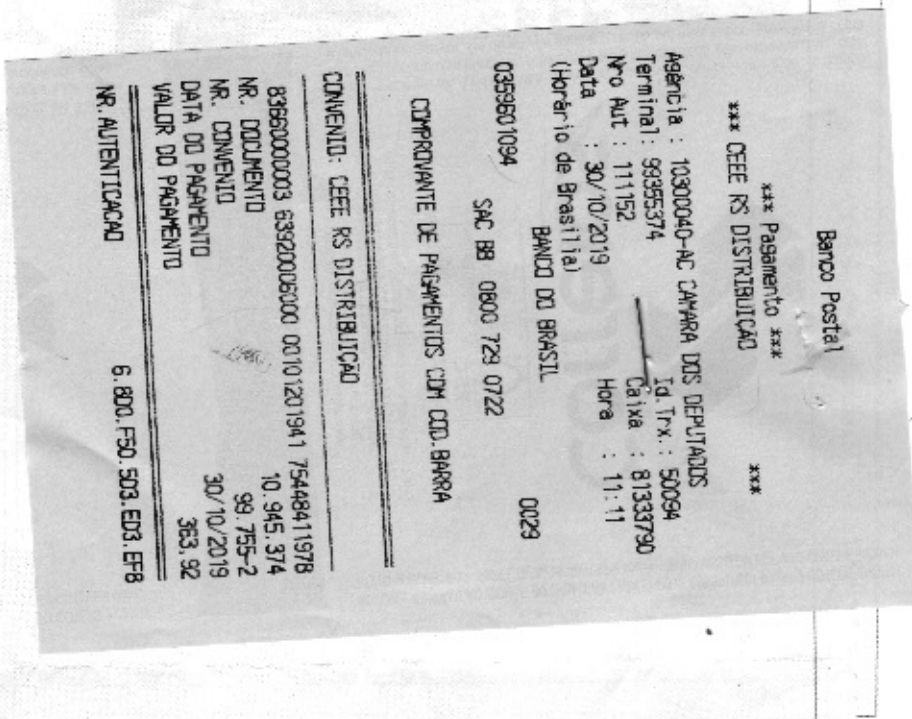 Banco Postal
*** Pagamento ***
*** CEEE RS DISTRIBUIÇÃO ***
Agência : 10300040-AC CAMARA DOS DEPUTADOS
Terminal: 99355374 Id.Trx.: 50094
Nro Aut : 111152 Caixa : 81333790
Data : 30/10/2019 Hora : 11:11
(Horário de Brasília)
BANCO DO BRASIL
0359601094 0029
SAC BB 0800 729 0722
COMPROVANTE DE PAGAMENTOS COM COD.BARRA
CONVENIO: CEEE RS DISTRIBUIÇÃO
83660000003 63920006000 00101201941 75448411978
NR. DOCUMENTO 10.945.374
NR. CONVENIO 99.755-2
DATA DO PAGAMENTO 30/10/2019
VALOR DO PAGAMENTO 363.92
NR.AUTENTICACAO 6.800.F50.5D3.ED3.EFB